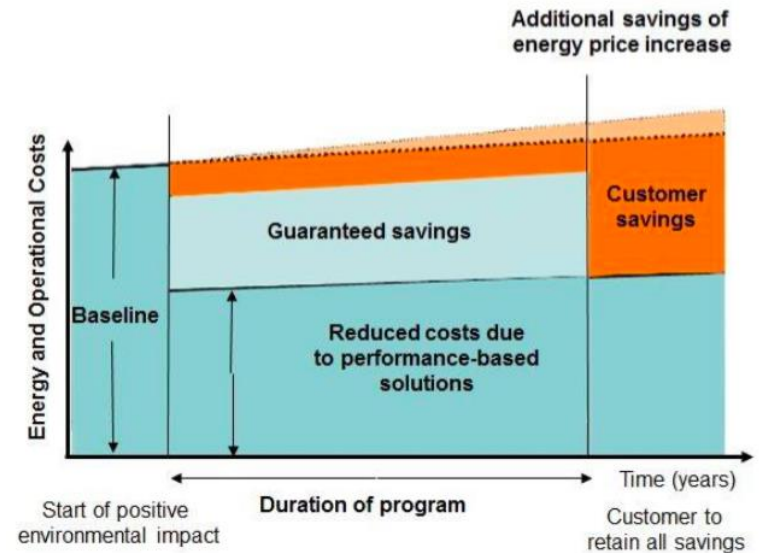 Additional savings of
energy price increase
Energy and Operational Costs
Customer
savings
Guaranteed savings
Baseline
Reduced costs due
to performance-based
solutions
Time (years)
Start of positive
environmental impact
Duration of program
Customer to
retain all savings